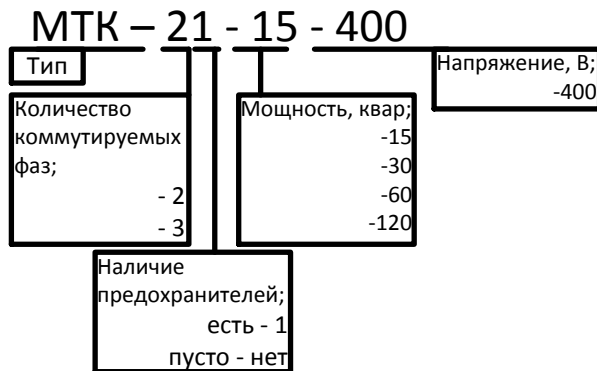 МТК – 21 - 15 - 400
Тип
Напряжение, В;
-400
Количество
коммутируемых
фаз;
- 2
- 3
Мощность, квар;
-15
-30
-60
-120
Наличие
предохранителей;
есть - 1
пусто - нет